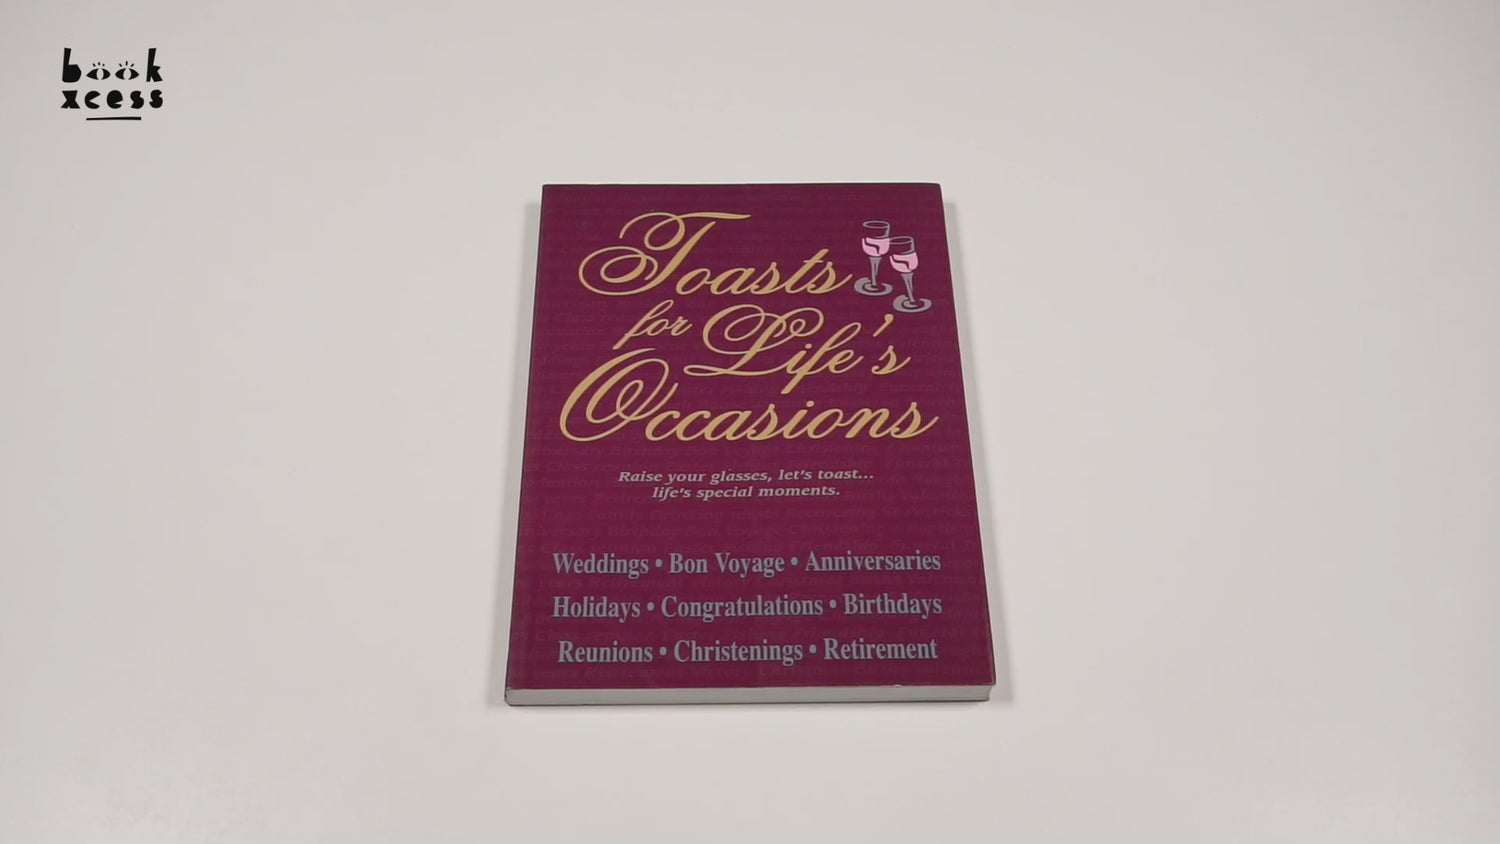 book
xcess
Toasts
for Life's
Occasions
Raise your glasses, let's toast...
life's special moments.
Weddings • Bon Voyage • Anniversaries
Holidays • Congratulations • Birthdays
Reunions • Christenings • Retirement